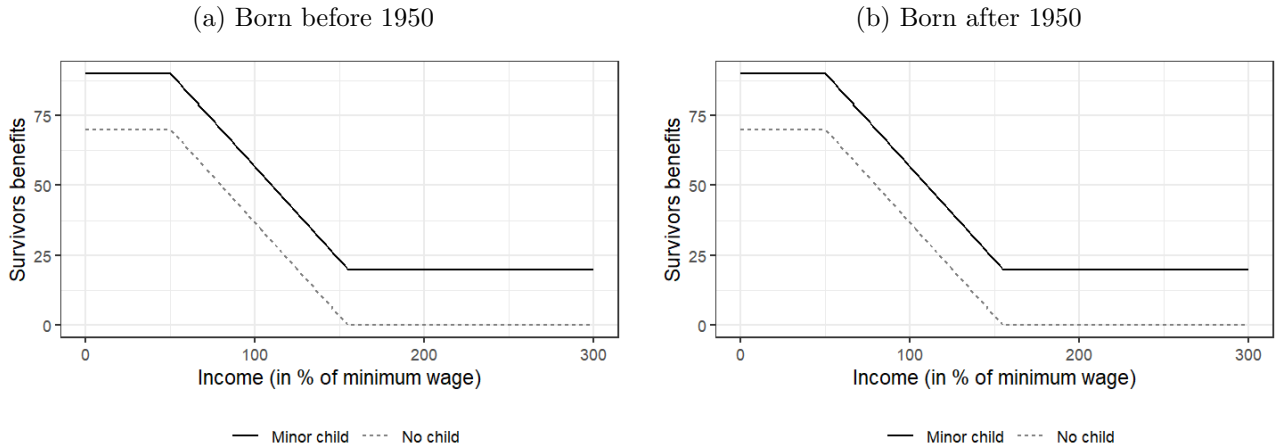 (a) Born before 1950
Survivors benefits
75
50
25
0
0 100 200 300
Income (in % of minimum wage)
Minor child No child
(b) Born after 1950
Survivors benefits
75
50
25
0
0 100 200 300
Income (in % of minimum wage)
Minor child No child